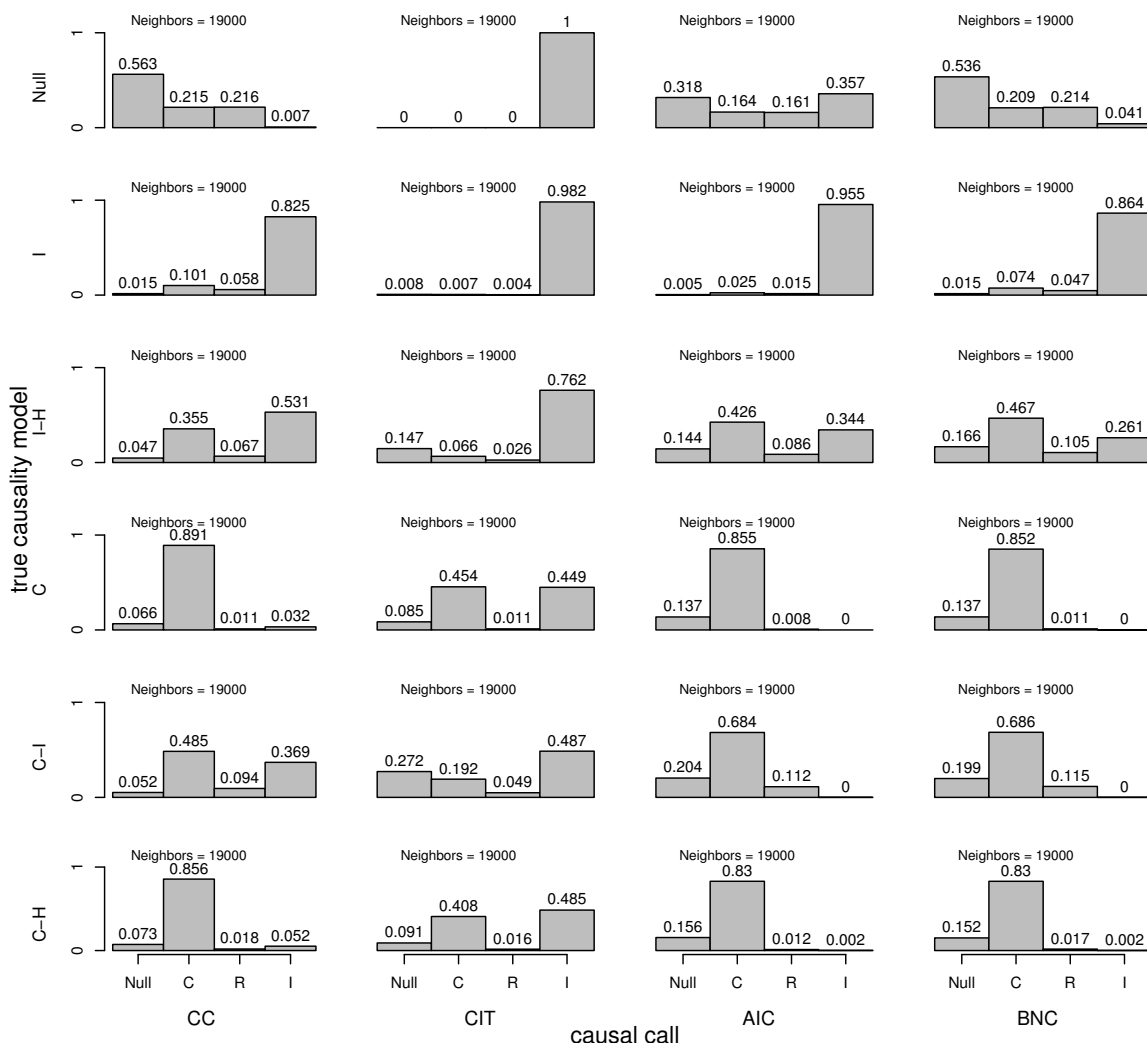 Neighbors = 19000 Neighbors = 19000 Neighbors = 19000 Neighbors = 19000
Null 0 1 0.563 0.215 0.216 0.007 0 0 0 1 0.318 0.164 0.161 0.357 0.536 0.209 0.214 0.041
Neighbors = 19000 Neighbors = 19000 Neighbors = 19000 Neighbors = 19000
I 0 1 0.015 0.101 0.058 0.825 0.008 0.007 0.004 0.982 0.005 0.025 0.015 0.955 0.015 0.074 0.047 0.864
Neighbors = 19000 Neighbors = 19000 Neighbors = 19000 Neighbors = 19000
true causality model
I−H 0 1 0.047 0.355 0.067 0.531 0.147 0.066 0.026 0.762 0.144 0.426 0.086 0.344 0.166 0.467 0.105 0.261
Neighbors = 19000 Neighbors = 19000 Neighbors = 19000 Neighbors = 19000
C 0 1 0.066 0.891 0.011 0.032 0.085 0.454 0.011 0.449 0.137 0.855 0.008 0 0.137 0.852 0.011 0
Neighbors = 19000 Neighbors = 19000 Neighbors = 19000 Neighbors = 19000
C−I 0 1 0.052 0.485 0.094 0.369 0.272 0.192 0.049 0.487 0.204 0.684 0.112 0 0.199 0.686 0.115 0
Neighbors = 19000 Neighbors = 19000 Neighbors = 19000 Neighbors = 19000
C−H 0 1 0.073 0.856 0.018 0.052 0.091 0.408 0.016 0.485 0.156 0.83 0.012 0.002 0.152 0.83 0.017 0.002
Null C R I Null C R I Null C R I Null C R I
CC CIT AIC BNC
causal call